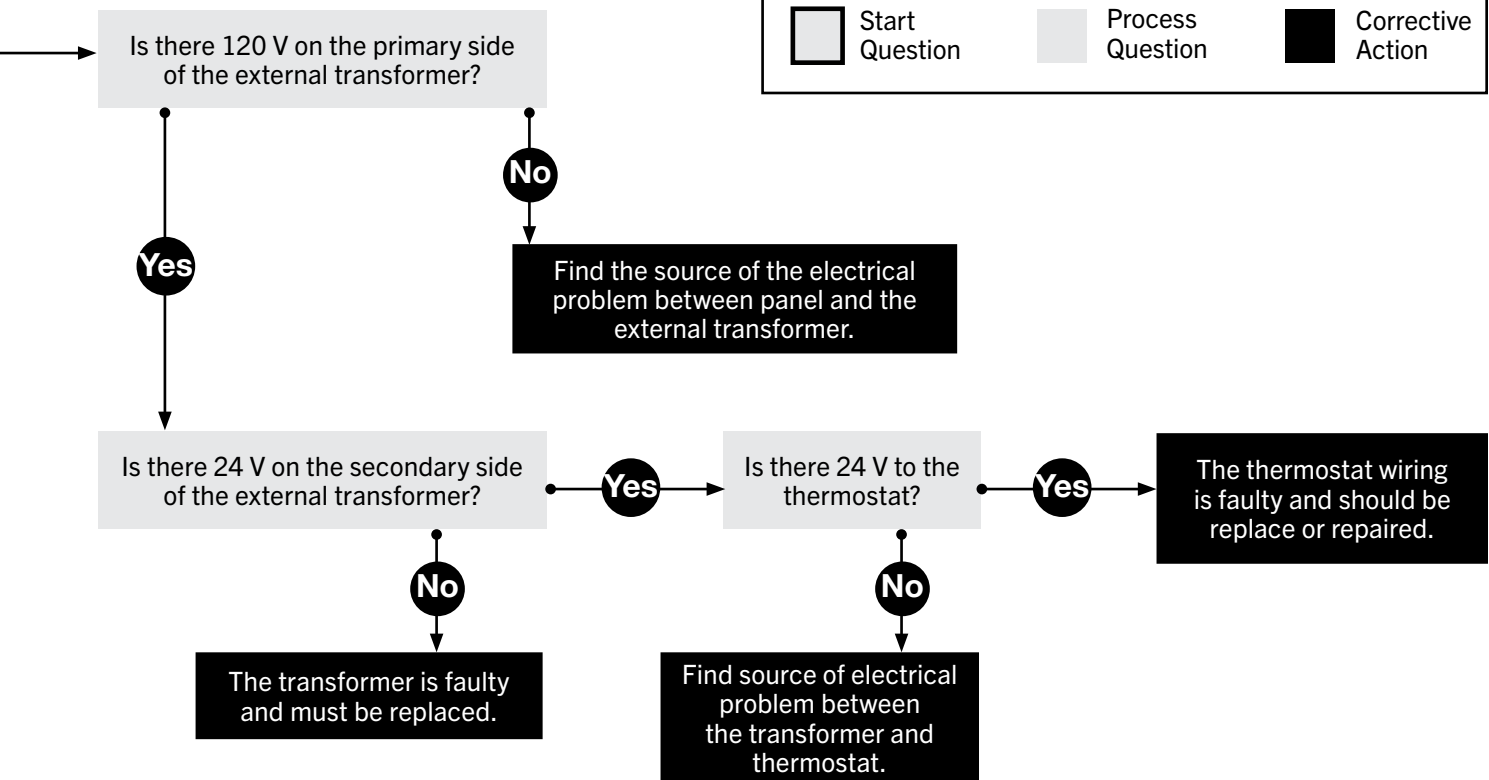 Is there 120 V on the primary side
of the external transformer?
Start
Question
Process
Question
Corrective
Action
No
Yes
Find the source of the electrical
problem between panel and the
external transformer.
Is there 24 V on the secondary side
of the external transformer?
Yes
Is there 24 V to the
thermostat?
Yes
The thermostat wiring
is faulty and should be
replace or repaired.
No
No
The transformer is faulty
and must be replaced.
Find source of electrical
problem between
the transformer and
thermostat.